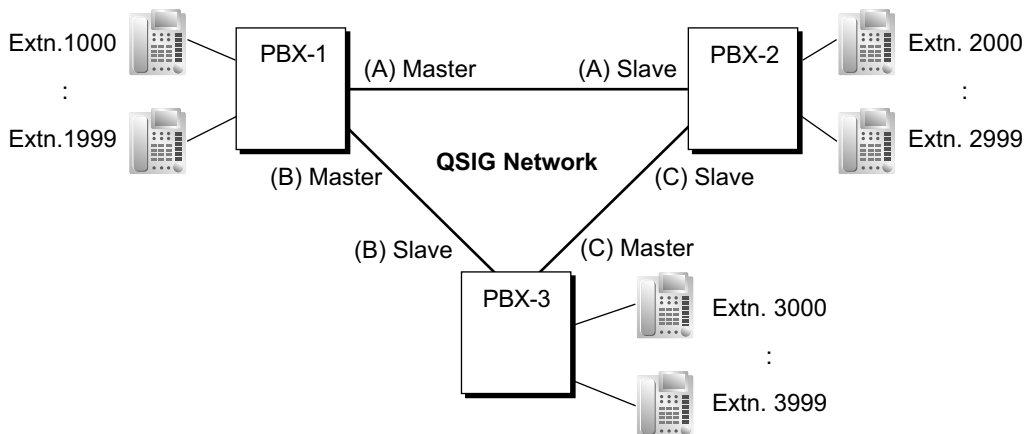 Extn.1000
:
Extn.1999
PBX-1
(A) Master
(A) Slave
PBX-2
Extn. 2000
:
Extn. 2999
QSIG Network
(B) Master
(C) Slave
(B) Slave
(C) Master
PBX-3
Extn. 3000
:
Extn. 3999